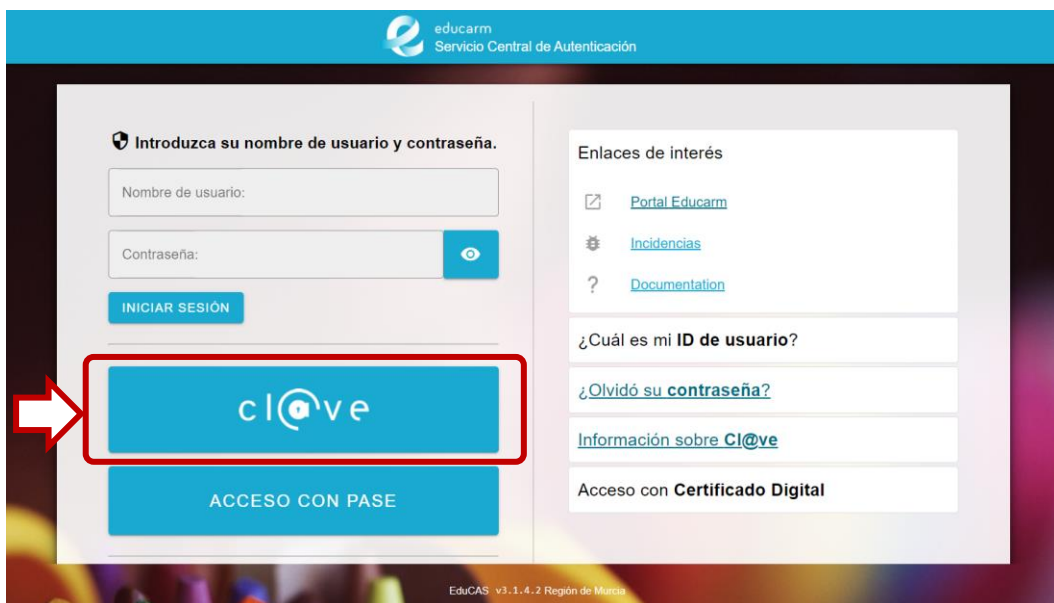 educarm
Servicio Central de Autenticación
Introduzca su nombre de usuario y contraseña.
Nombre de usuario:
Contraseña:
INICIAR SESIÓN
cl@ve
ACCESO CON PASE
Enlaces de interés
Portal Educarm
Incidencias
Documentation
¿Cuál es mi ID de usuario?
¿Olvidó su contraseña?
Información sobre Cl@ve
Acceso con Certificado Digital
EduCAS v3.1.4.2 Región de Murcia